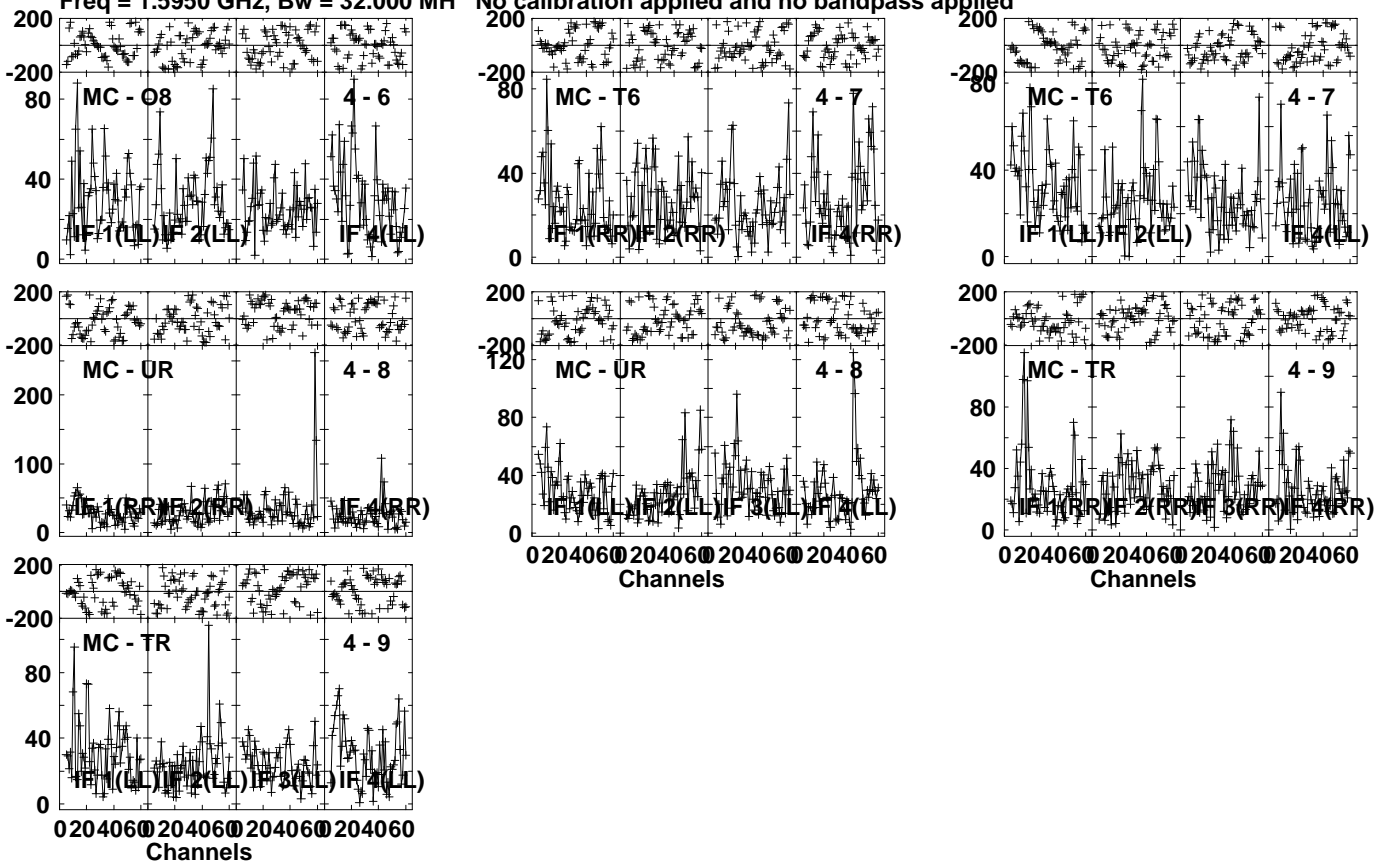 Freq = 1.5950 GHz, Bw = 32.000 MH No calibration applied and no bandpass applied
200
-200
MC - O8 4 - 6
80
40
0
IF 1(LL) IF 2(LL) IF 4(LL)
200
-200
MC - T6 4 - 7
80
40
0
IF 1(RR) IF 2(RR) IF 4(RR)
200
-200
MC - T6 4 - 7
80
40
0
IF 1(LL) IF 2(LL) IF 4(LL)
200
-200
MC - UR 4 - 8
200
100
0
IF 1(RR) IF 2(RR) IF 4(RR)
200
-200
MC - UR 4 - 8
120
80
40
0
IF 1(LL) IF 2(LL) IF 3(LL) IF 4(LL)
0 20 40 60 0 20 40 60 0 20 40 60 0 20 40 60
Channels
200
-200
MC - TR 4 - 9
80
40
0
IF 1(RR) IF 2(RR) IF 3(RR) IF 4(RR)
0 20 40 60 0 20 40 60 0 20 40 60 0 20 40 60
Channels
200
-200
MC - TR 4 - 9
80
40
0
IF 1(LL) IF 2(LL) IF 3(LL) IF 4(LL)
0 20 40 60 0 20 40 60 0 20 40 60 0 20 40 60
Channels